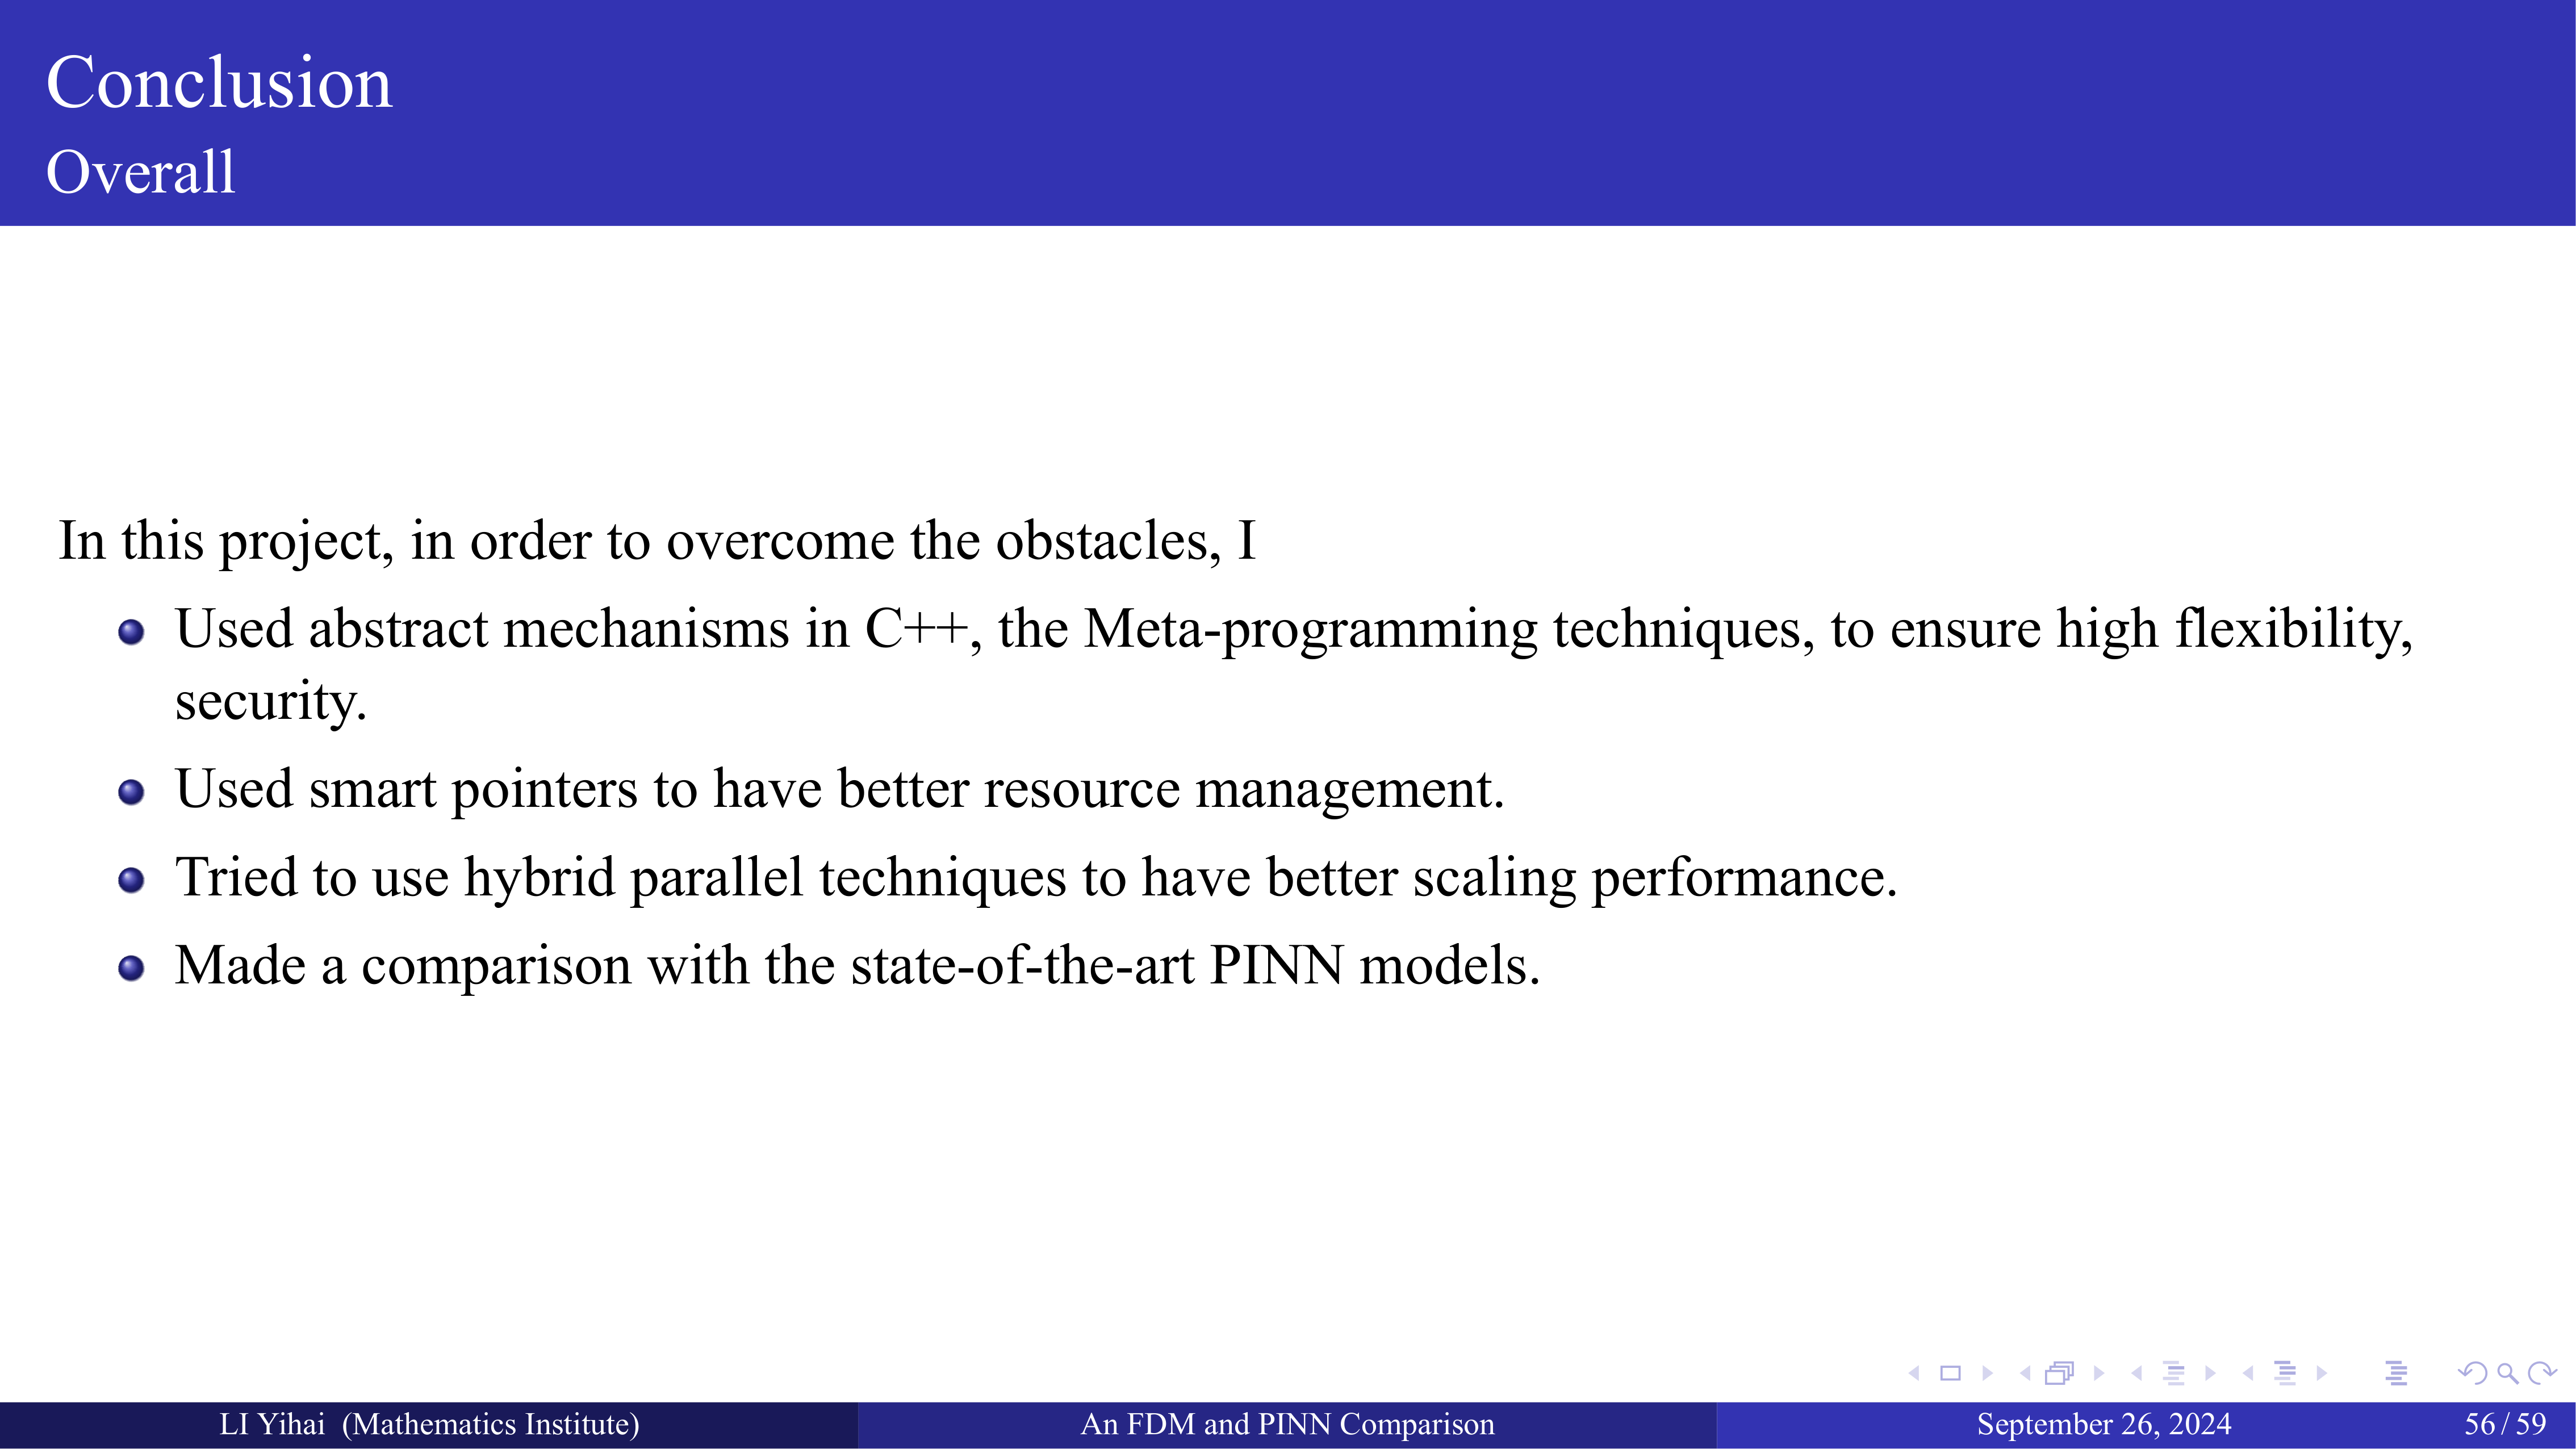 Conclusion
Overall
In this project, in order to overcome the obstacles, I
Used abstract mechanisms in C++, the Meta-programming techniques, to ensure high flexibility,
security.
Used smart pointers to have better resource management.
Tried to use hybrid parallel techniques to have better scaling performance.
Made a comparison with the state-of-the-art PINN models.
LI Yihai (Mathematics Institute)
An FDM and PINN Comparison
September 26, 2024
56 / 59